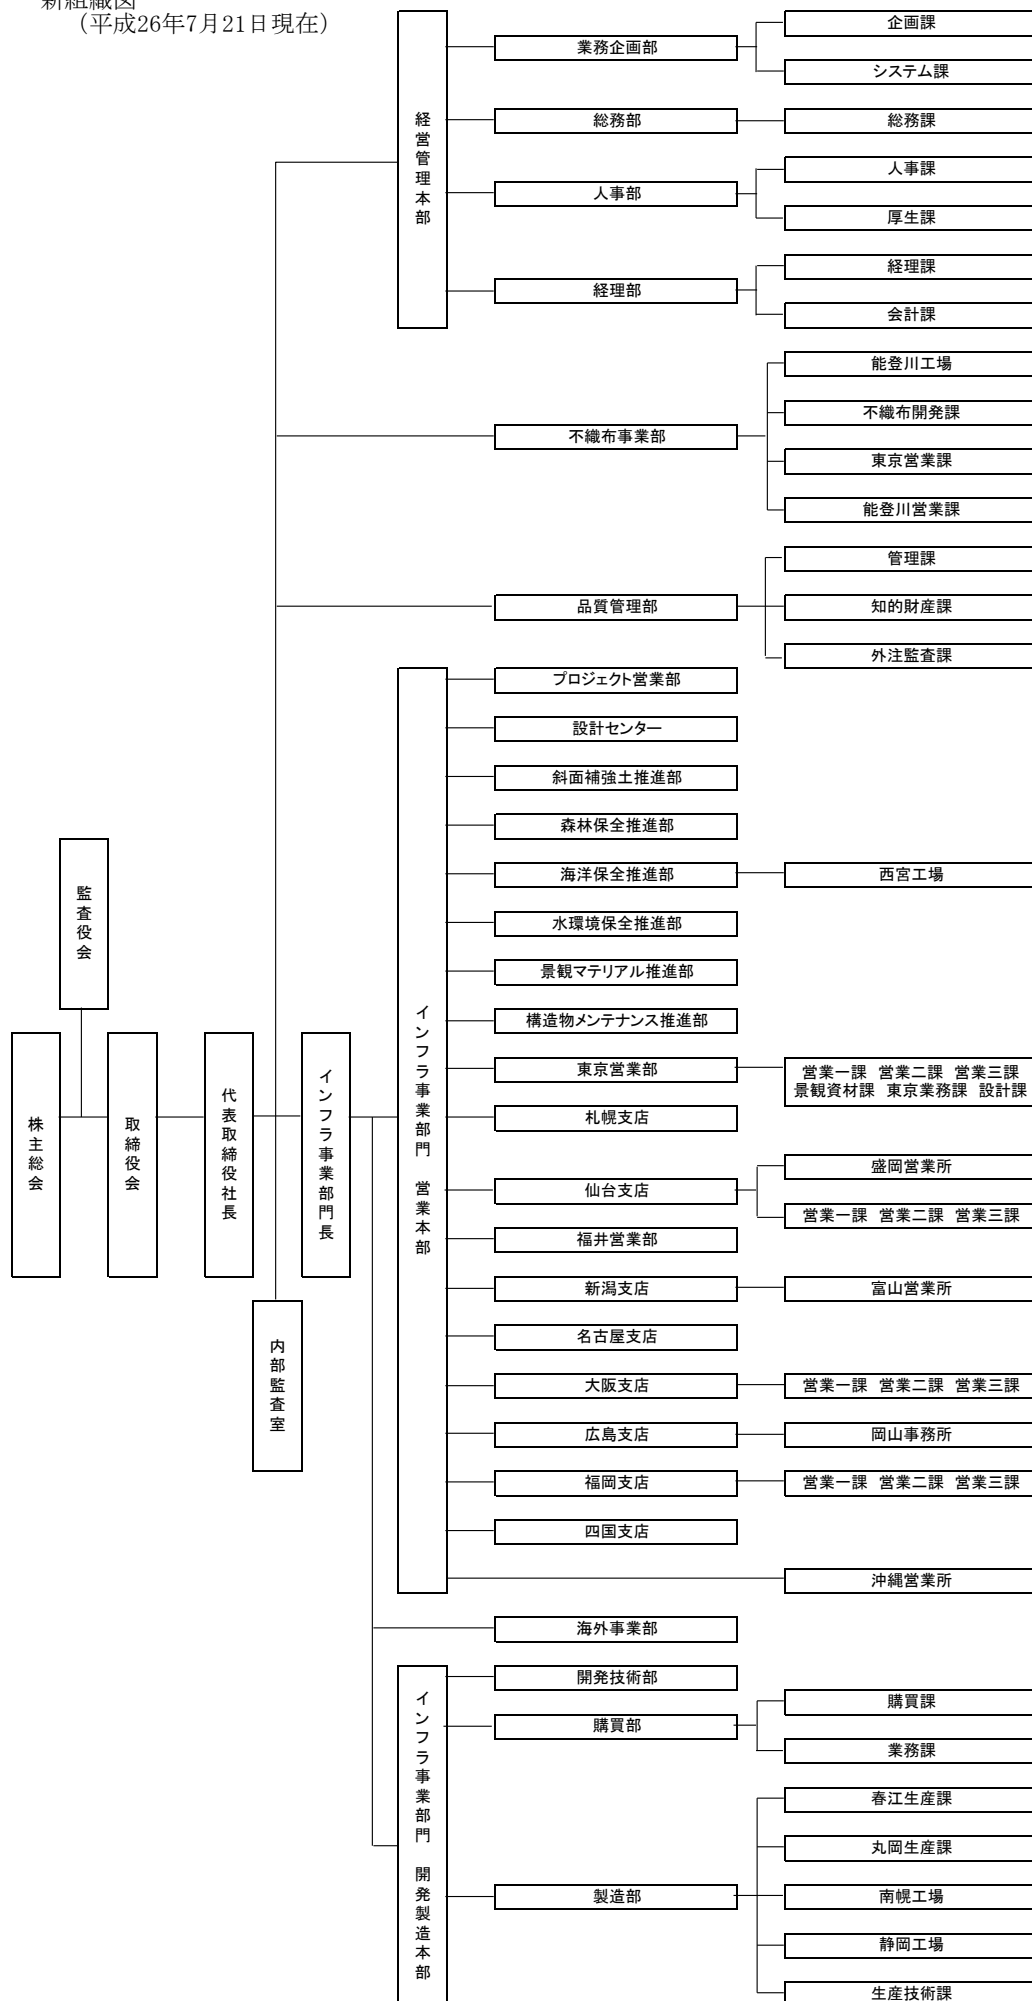 新組織図
（平成26年7月21日現在）
株主総会
監査役会
取締役会
代表取締役社長
内部監査室
インフラ事業部門長
経営管理本部
業務企画部
企画課
システム課
総務部
総務課
人事部
人事課
厚生課
経理部
経理課
会計課
不織布事業部
能登川工場
不織布開発課
東京営業課
能登川営業課
品質管理部
管理課
知的財産課
外注監査課
インフラ事業部門　営業本部
プロジェクト営業部
設計センター
斜面補強土推進部
森林保全推進部
海洋保全推進部
西宮工場
水環境保全推進部
景観マテリアル推進部
構造物メンテナンス推進部
東京営業部
営業一課 営業二課 営業三課
景観資材課 東京業務課 設計課
札幌支店
仙台支店
盛岡営業所
営業一課 営業二課 営業三課
福井営業部
新潟支店
富山営業所
名古屋支店
大阪支店
営業一課 営業二課 営業三課
広島支店
岡山事務所
福岡支店
営業一課 営業二課 営業三課
四国支店
沖縄営業所
海外事業部
インフラ事業部門　開発製造本部
開発技術部
購買部
購買課
業務課
製造部
春江生産課
丸岡生産課
南幌工場
静岡工場
生産技術課